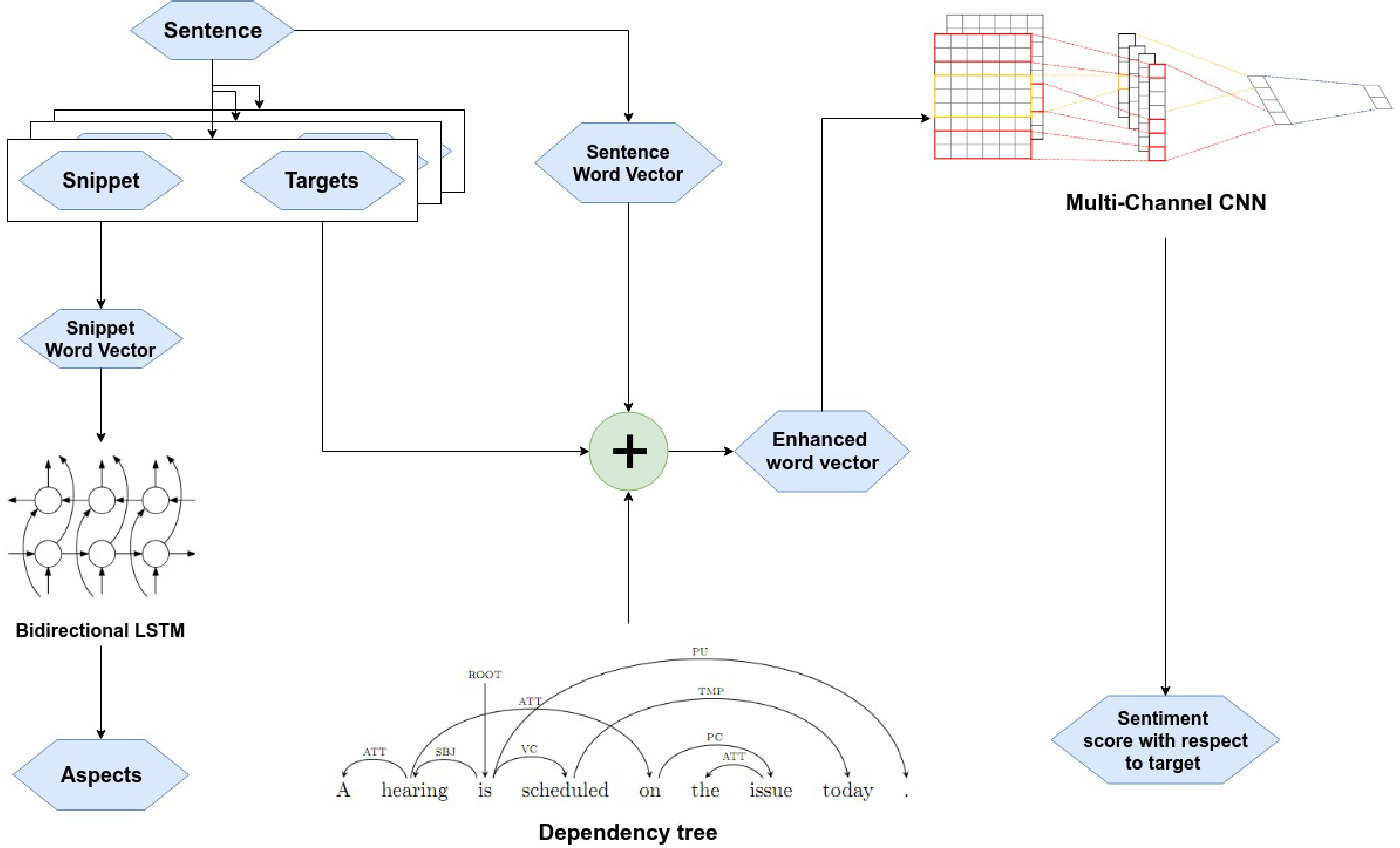 Sentence
Snippet
Targets
Sentence
Word Vector
Multi-Channel CNN
Snippet
Word Vector
+
Enhanced
word vector
Bidirectional LSTM
Aspects
PU
ROOT
TMP
ATT
PC
ATT
SBJ
VC
ATT
A hearing is scheduled on the issue today .
Dependency tree
Sentiment
score with respect
to target